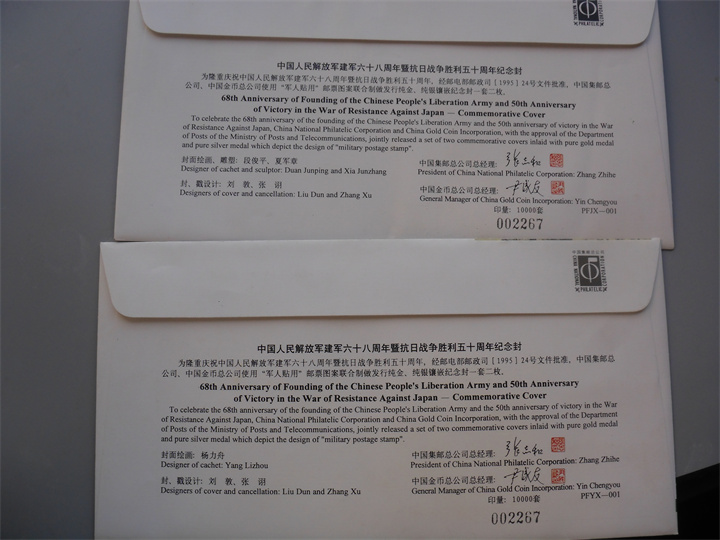 中国人民解放军建军六十八周年暨抗日战争胜利五十周年纪念封
为隆重庆祝中国人民解放军建军六十八周年暨抗日战争胜利五十周年，经邮电部邮政司［1995］24号文件批准，中国集邮总
公司、中国金币总公司使用“军人贴用”邮票图案联合制做发行纯金、纯银镶嵌纪念封一套二枚。
68th Anniversary of Founding of the Chinese People's Liberation Army and 50th Anniversary
of Victory in the War of Resistance Against Japan — Commemorative Cover
To celebrate the 68th anniversary of the founding of the Chinese People's Liberation Army and the 50th anniversary of victory in the War
of Resistance Against Japan, China National Philatelic Corporation and China Gold Coin Incorporation, with the approval of the Department
of Posts of the Ministry of Posts and Telecommunications, jointly released a set of two commemorative covers inlaid with pure gold medal
and pure silver medal which depict the design of "military postage stamp".
封面绘画，雕塑：段俊平、夏军章
Designer of cachet and sculptor: Duan Junping and Xia Junzhang
封、戳设计：刘 敦、张 诩
Designers of cover and cancellation: Liu Dun and Zhang Xu
中国集邮总公司总经理：
President of China National Philatelic Corporation: Zhang Zhihe
中国金币总公司总经理：
General Manager of China Gold Coin Incorporation: Yin Chengyou
印量：10000套 PFJX—001
002267
中国集邮总公司
中国人民解放军建军六十八周年暨抗日战争胜利五十周年纪念封
为隆重庆祝中国人民解放军建军六十八周年暨抗日战争胜利五十周年，经邮电部邮政司［1995］24号文件批准，中国集邮总
公司、中国金币总公司使用“军人贴用”邮票图案联合制做发行纯金、纯银镶嵌纪念封一套二枚。
68th Anniversary of Founding of the Chinese People's Liberation Army and 50th Anniversary
of Victory in the War of Resistance Against Japan — Commemorative Cover
To celebrate the 68th anniversary of the founding of the Chinese People's Liberation Army and the 50th anniversary of victory in the War
of Resistance Against Japan, China National Philatelic Corporation and China Gold Coin Incorporation, with the approval of the Department
of Posts of the Ministry of Posts and Telecommunications, jointly released a set of two commemorative covers inlaid with pure gold medal
and pure silver medal which depict the design of "military postage stamp".
封面绘画：杨力舟
Designer of cachet: Yang Lizhou
封、戳设计：刘 敦、张 诩
Designers of cover and cancellation: Liu Dun and Zhang Xu
中国集邮总公司总经理：
President of China National Philatelic Corporation: Zhang Zhihe
中国金币总公司总经理：
General Manager of China Gold Coin Incorporation: Yin Chengyou
印量：10000套 PFYX—001
002267